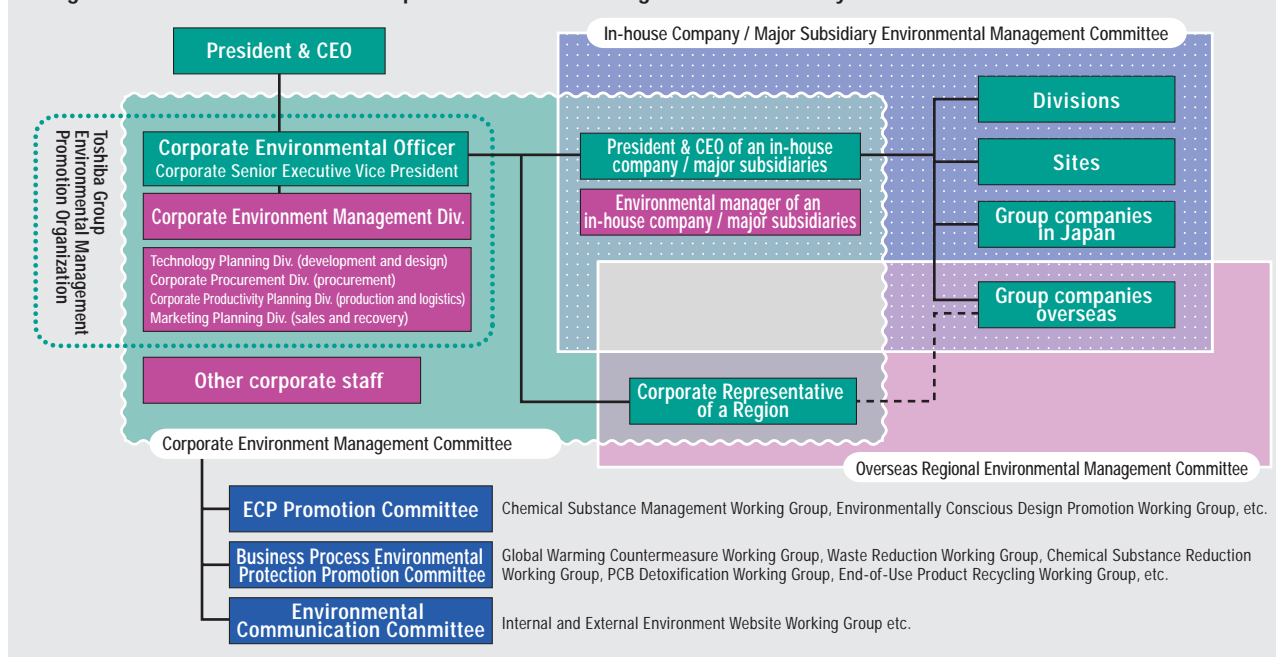 President & CEO
In-house Company / Major Subsidiary Environmental Management Committee
Toshiba Group
Environmental Management
Promotion Organization
Corporate Environmental Officer
Corporate Senior Executive Vice President
Corporate Environment Management Div.
Technology Planning Div. (development and design)
Corporate Procurement Div. (procurement)
Corporate Productivity Planning Div. (production and logistics)
Marketing Planning Div. (sales and recovery)
Other corporate staff
President & CEO of an in-house
company / major subsidiaries
Environmental manager of an
in-house company / major subsidiaries
Divisions
Sites
Group companies
in Japan
Group companies
overseas
Corporate Representative
of a Region
Corporate Environment Management Committee
Overseas Regional Environmental Management Committee
ECP Promotion Committee
Chemical Substance Management Working Group, Environmentally Conscious Design Promotion Working Group, etc.
Business Process Environmental
Protection Promotion Committee
Global Warming Countermeasure Working Group, Waste Reduction Working Group, Chemical Substance Reduction
Working Group, PCB Detoxification Working Group, End-of-Use Product Recycling Working Group, etc.
Environmental
Communication Committee
Internal and External Environment Website Working Group etc.